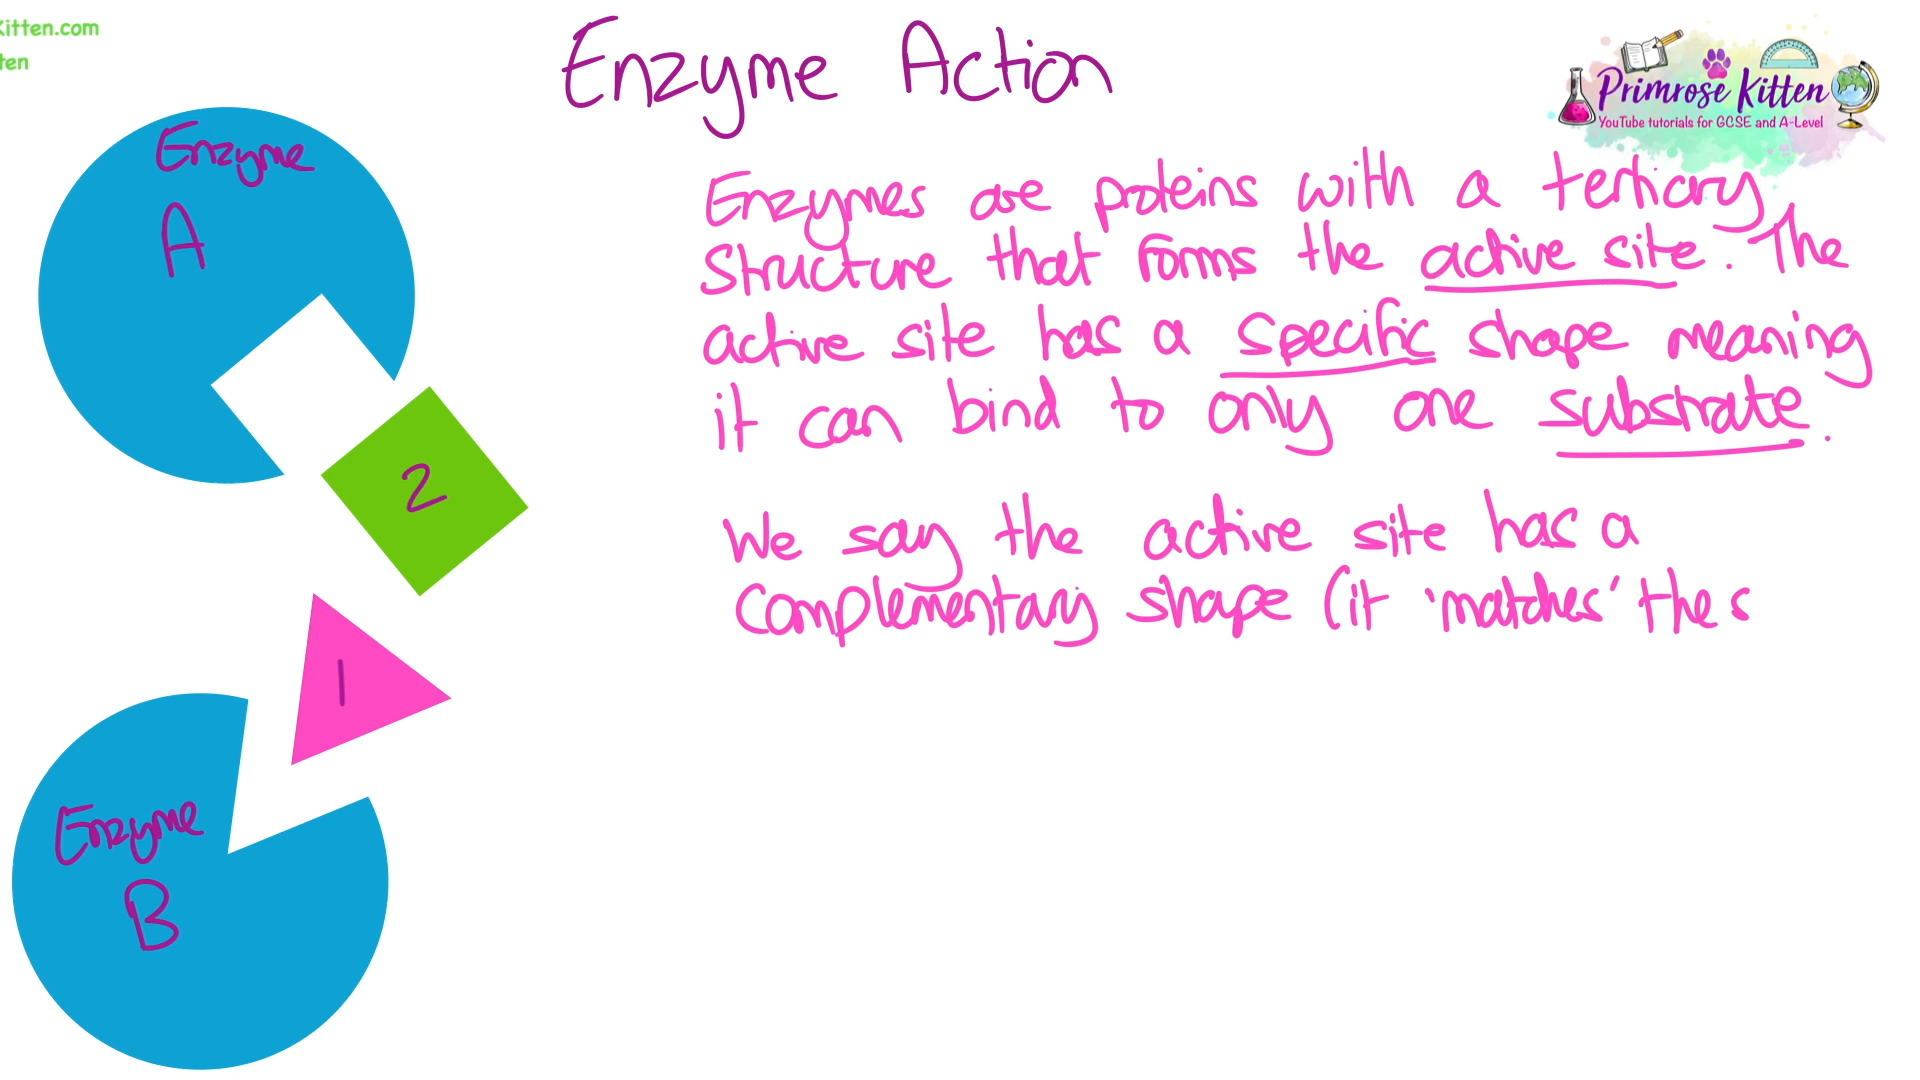 Kitten.com
ten
Enzyme Action
Primrose Kitten
YouTube tutorials for GCSE and A-Level
Enzyme
A
Enzymes are proteins with a tertiary
structure that forms the active site. The
active site has a specific shape meaning
it can bind to only one substrate.
2
We say the active site has a
complementary shape (it 'matches' the s
1
Enzyme
B